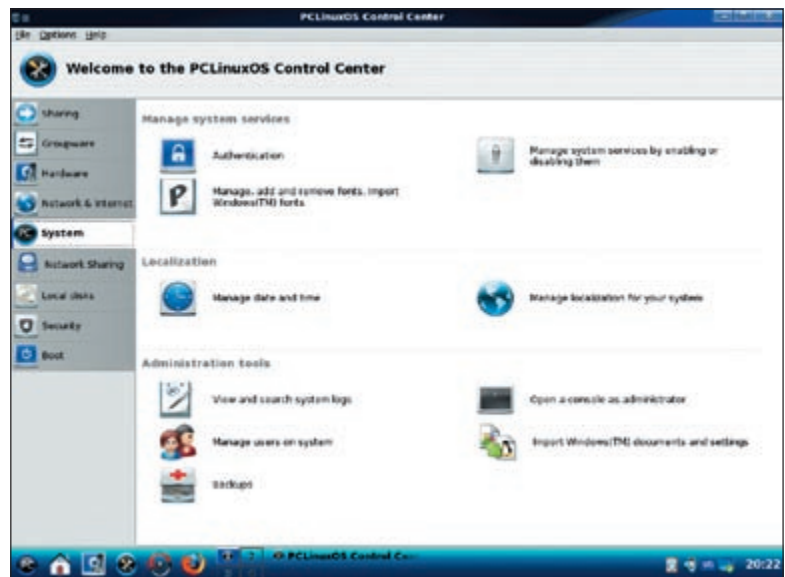 PCLinuxOS Control Center
File Options Help
Welcome to the PCLinuxOS Control Center
Sharing
Groupware
Hardware
Network & Internet
System
Network Sharing
Local disks
Security
Boot
Manage system services
Authentication
Manage system services by enabling or
disabling them
Manage, add and remove fonts. Import
Windows(TM) fonts
Localization
Manage date and time
Manage localization for your system
Administration tools
View and search system logs
Open a console as administrator
Manage users on system
Import Windows(TM) documents and settings
Backups
2
PCLinuxOS Control
20:22